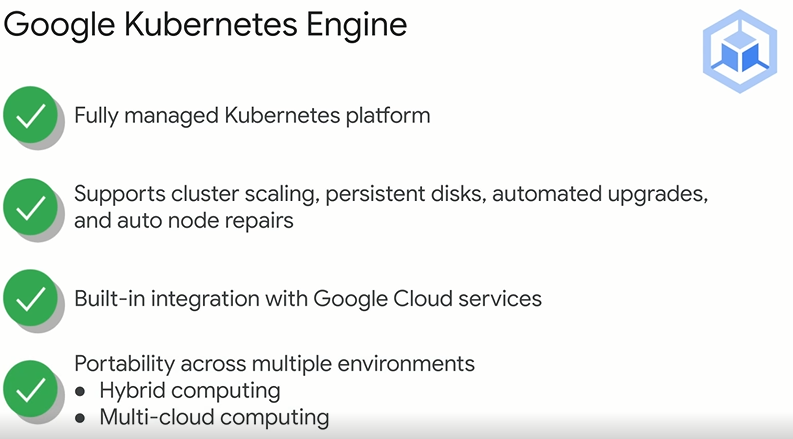 Google Kubernetes Engine
Fully managed Kubernetes platform
Supports cluster scaling, persistent disks, automated upgrades,
and auto node repairs
Built-in integration with Google Cloud services
Portability across multiple environments
● Hybrid computing
● Multi-cloud computing